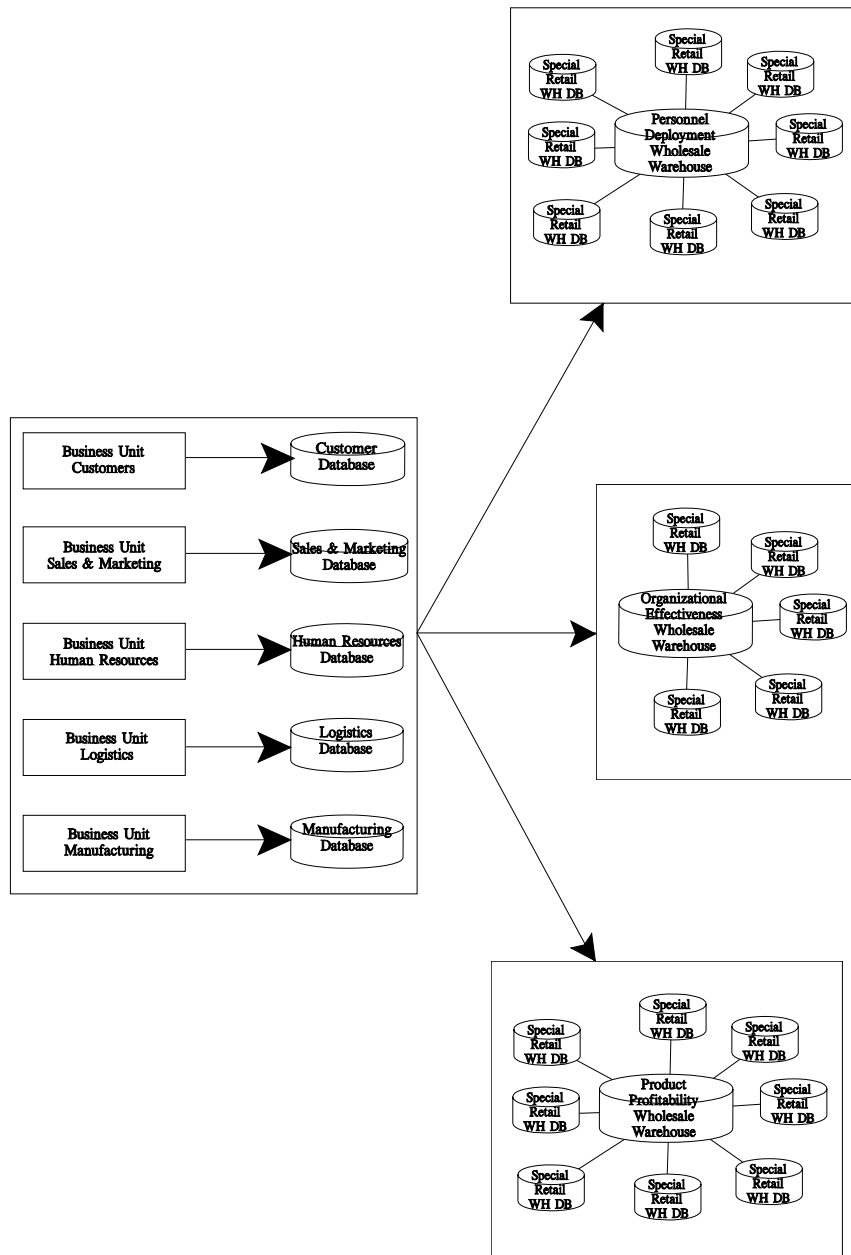 Special
Retail
WH DB
Special
Retail
WH DB
Special
Retail
WH DB
Special
Retail
WH DB
Personnel
Deployment
Wholesale
Warehouse
Special
Retail
WH DB
Special
Retail
WH DB
Special
Retail
WH DB
Special
Retail
WH DB
Business Unit
Customers
Customer
Database
Business Unit
Sales & Marketing
Sales & Marketing
Database
Business Unit
Human Resources
Human Resources
Database
Business Unit
Logistics
Logistics
Database
Business Unit
Manufacturing
Manufacturing
Database
Special
Retail
WH DB
Special
Retail
WH DB
Organizational
Effectiveness
Wholesale
Warehouse
Special
Retail
WH DB
Special
Retail
WH DB
Special
Retail
WH DB
Special
Retail
WH DB
Special
Retail
WH DB
Special
Retail
WH DB
Special
Retail
WH DB
Product
Profitability
Wholesale
Warehouse
Special
Retail
WH DB
Special
Retail
WH DB
Special
Retail
WH DB
Special
Retail
WH DB
Special
Retail
WH DB